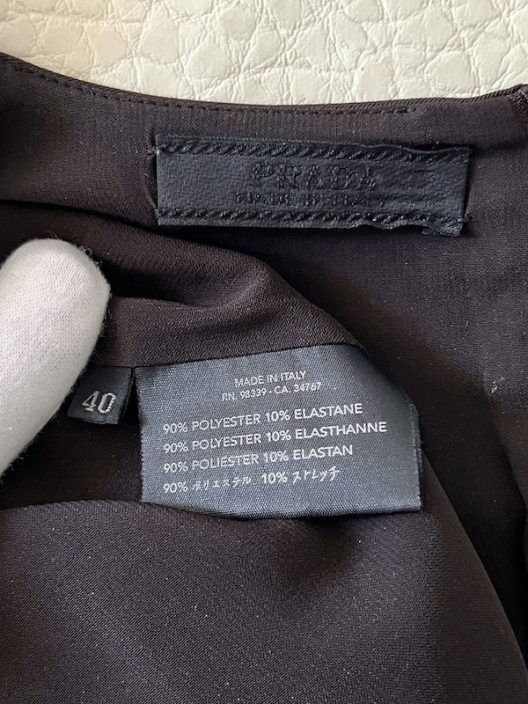 PRADA
MADE IN ITALY
40
MADE IN ITALY
RN. 98339 - CA. 34767
90% POLYESTER 10% ELASTANE
90% POLYESTER 10% ELASTHANNE
90% POLIESTER 10% ELASTAN
90% ポリエステル 10% ストレッチ